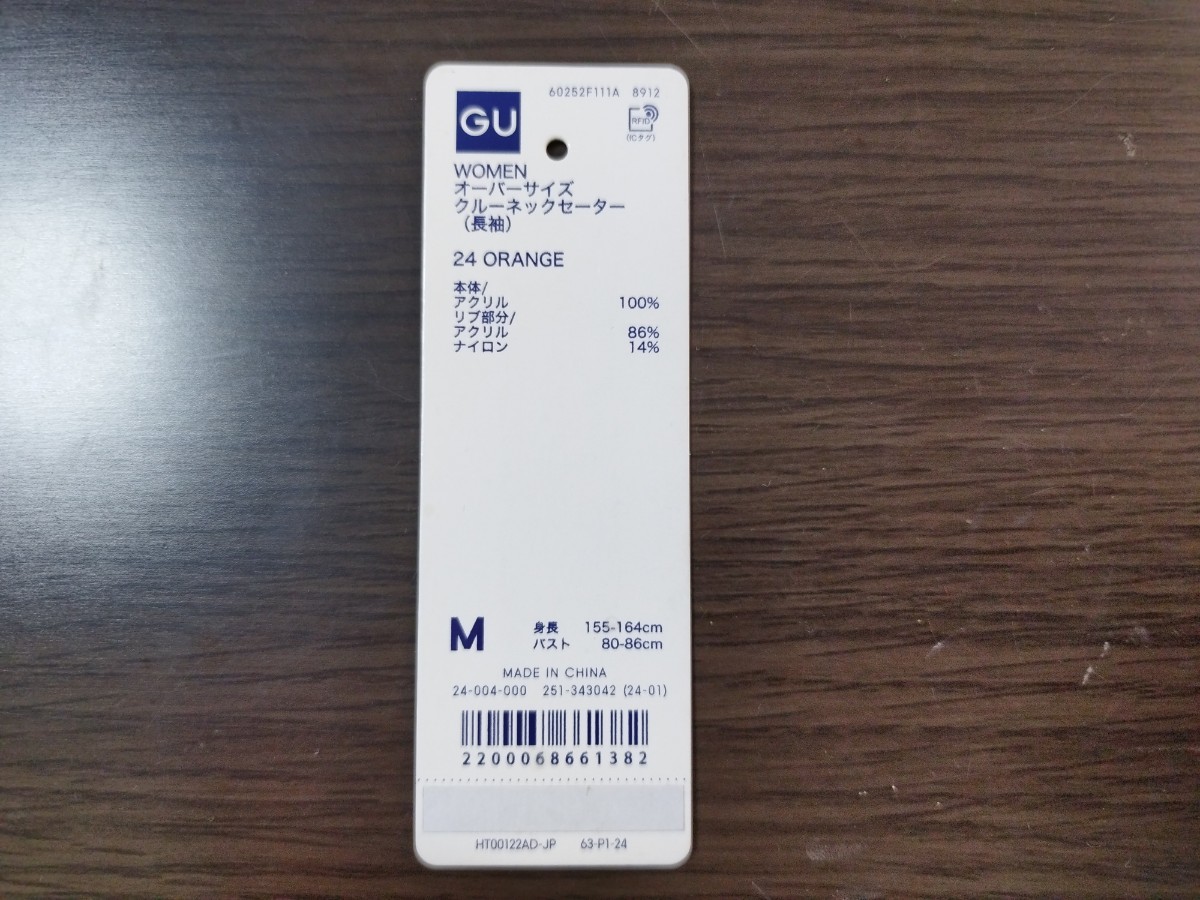 60252F111A 8912
GU
RFID
(ICタグ)
WOMEN
オーバーサイズ
クルーネックセーター
（長袖）
24 ORANGE
本体/
アクリル 100%
リブ部分/
アクリル 86%
ナイロン 14%
M 身長 155-164cm
バスト 80-86cm
MADE IN CHINA
24-004-000 251-343042 (24-01)
2200068661382
HT00122AD-JP 63-P1-24